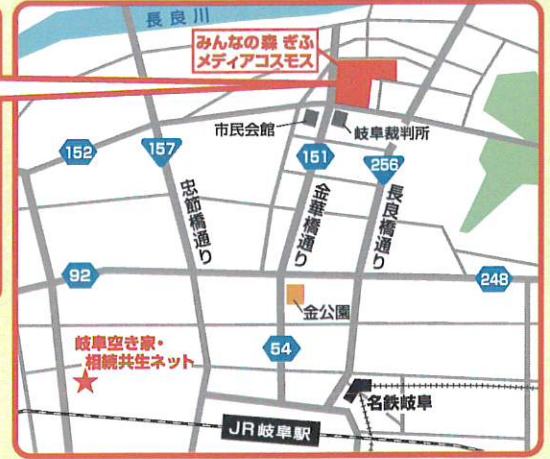 長良川
みんなの森 ぎふ
メディアコスモス
市民会館
岐阜裁判所
152
157
151
256
忠節橋通り
金華橋通り
長良橋通り
92
248
金公園
54
岐阜空き家・
相続共生ネット
名鉄岐阜
JR岐阜駅